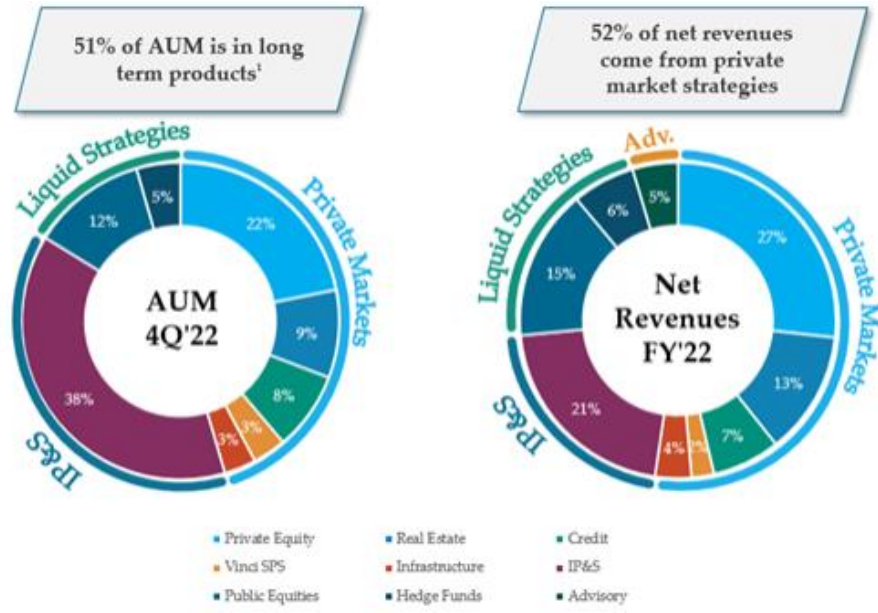 51% of AUM is in long
term products¹
52% of net revenues
come from private
market strategies
Liquid Strategies
Private Markets
IP&S
5%
22%
12%
9%
8%
3%
3%
38%
AUM
4Q'22
Adv.
Liquid Strategies
Private Markets
IP&S
5%
27%
6%
15%
13%
7%
2%
4%
21%
Net
Revenues
FY'22
Private Equity
Real Estate
Credit
Vinci SPS
Infrastructure
IP&S
Public Equities
Hedge Funds
Advisory